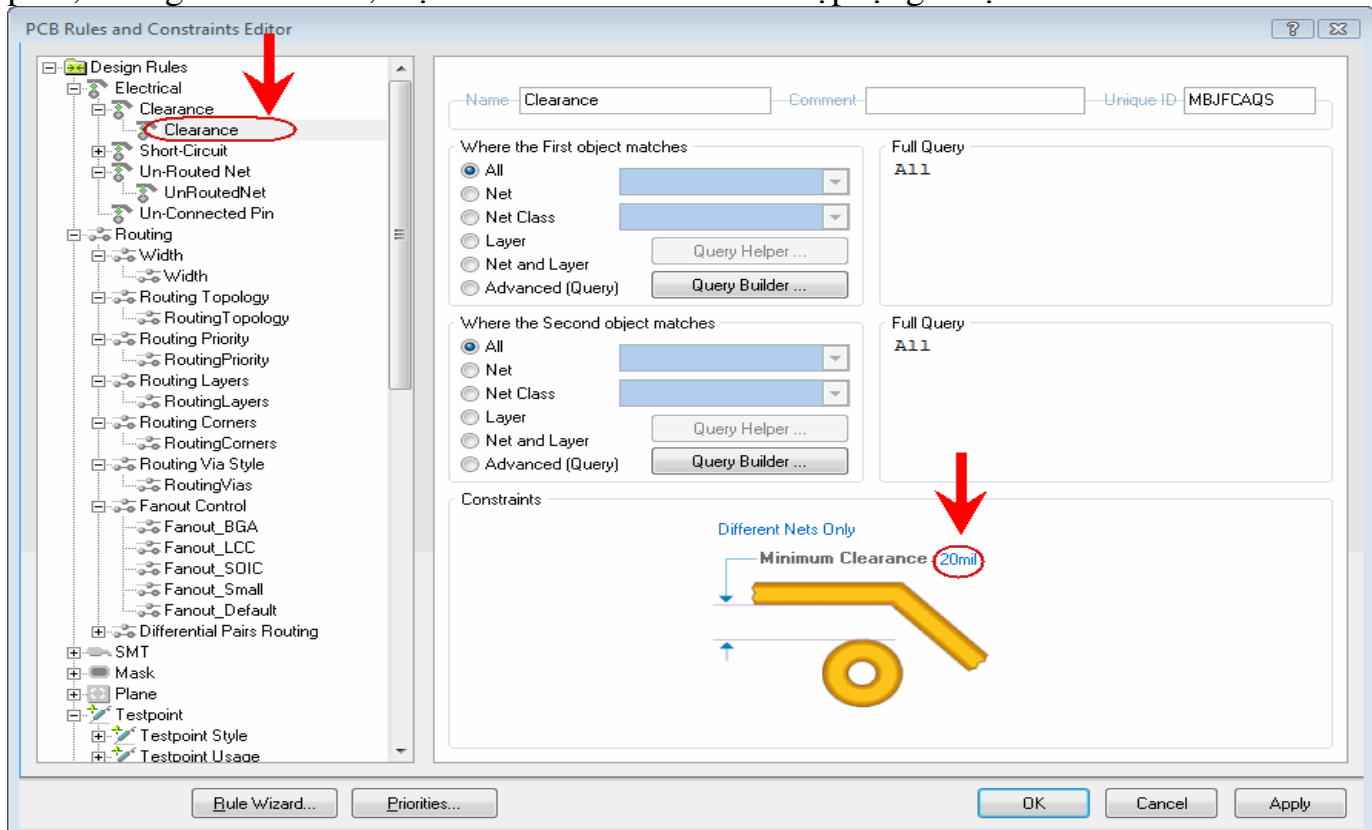 PCB Rules and Constraints Editor
Design Rules
Electrical
Clearance
Clearance
Short-Circuit
Un-Routed Net
UnRoutedNet
Un-Connected Pin
Routing
Width
Width
Routing Topology
RoutingTopology
Routing Priority
RoutingPriority
Routing Layers
RoutingLayers
Routing Corners
RoutingCorners
Routing Via Style
RoutingVias
Fanout Control
Fanout_BGA
Fanout_LCC
Fanout_SOIC
Fanout_Small
Fanout_Default
Differential Pairs Routing
SMT
Mask
Plane
Testpoint
Testpoint Style
Testpoint Usage
Name Clearance Comment Unique ID MBJFCAQS
Where the First object matches
All
Net
Net Class
Layer
Net and Layer
Advanced (Query)
Query Helper ...
Query Builder ...
Full Query
All
Where the Second object matches
All
Net
Net Class
Layer
Net and Layer
Advanced (Query)
Query Helper ...
Query Builder ...
Full Query
All
Constraints
Different Nets Only
Minimum Clearance 20mil
Rule Wizard... Priorities... OK Cancel Apply